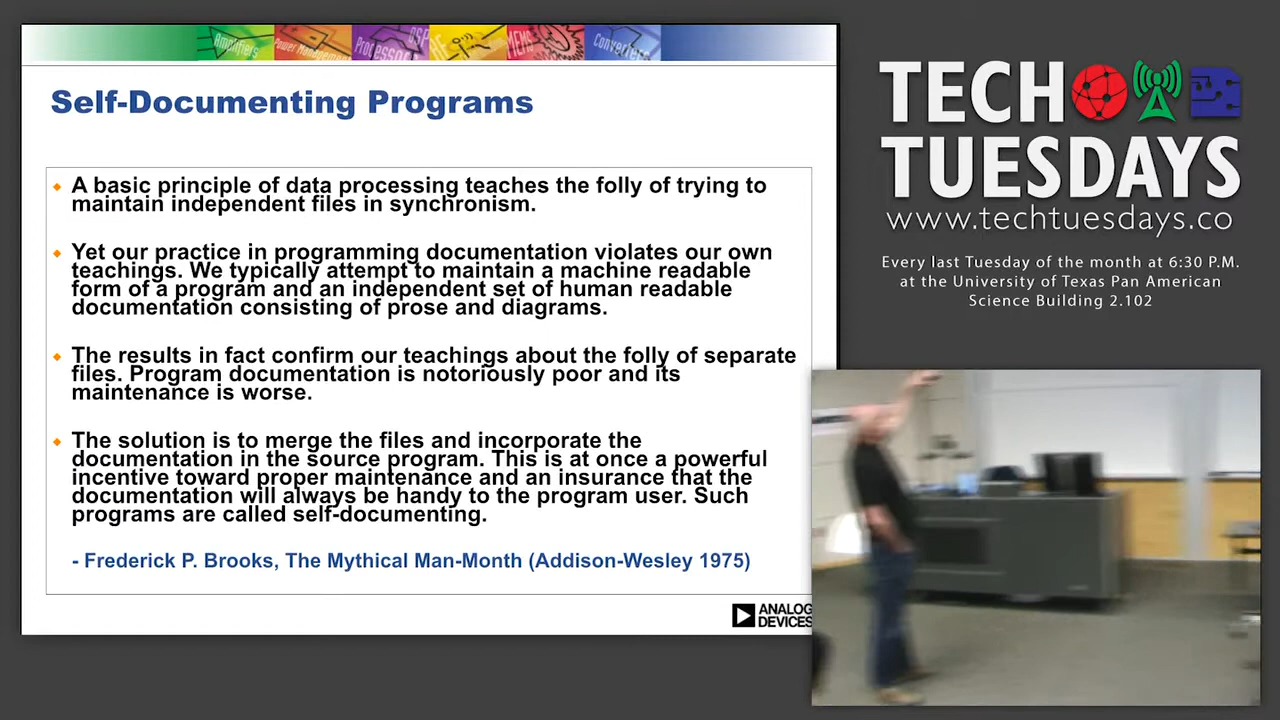 Amplifiers Power Management Processors DSP MEMS Converters
Self-Documenting Programs
A basic principle of data processing teaches the folly of trying to
maintain independent files in synchronism.
Yet our practice in programming documentation violates our own
teachings. We typically attempt to maintain a machine readable
form of a program and an independent set of human readable
documentation consisting of prose and diagrams.
The results in fact confirm our teachings about the folly of separate
files. Program documentation is notoriously poor and its
maintenance is worse.
The solution is to merge the files and incorporate the
documentation in the source program. This is at once a powerful
incentive toward proper maintenance and an insurance that the
documentation will always be handy to the program user. Such
programs are called self-documenting.
- Frederick P. Brooks, The Mythical Man-Month (Addison-Wesley 1975)
ANALOG
DEVICES
TECH
TUESDAYS
www.techtuesdays.co
Every last Tuesday of the month at 6:30 P.M.
at the University of Texas Pan American
Science Building 2.102